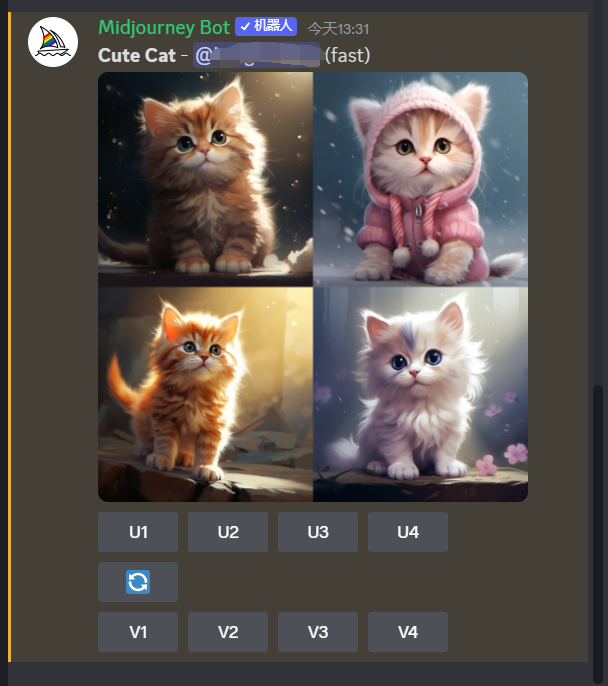 Midjourney Bot ✓ 机器人 今天13:31
Cute Cat - @ (fast)
U1 U2 U3 U4
V1 V2 V3 V4